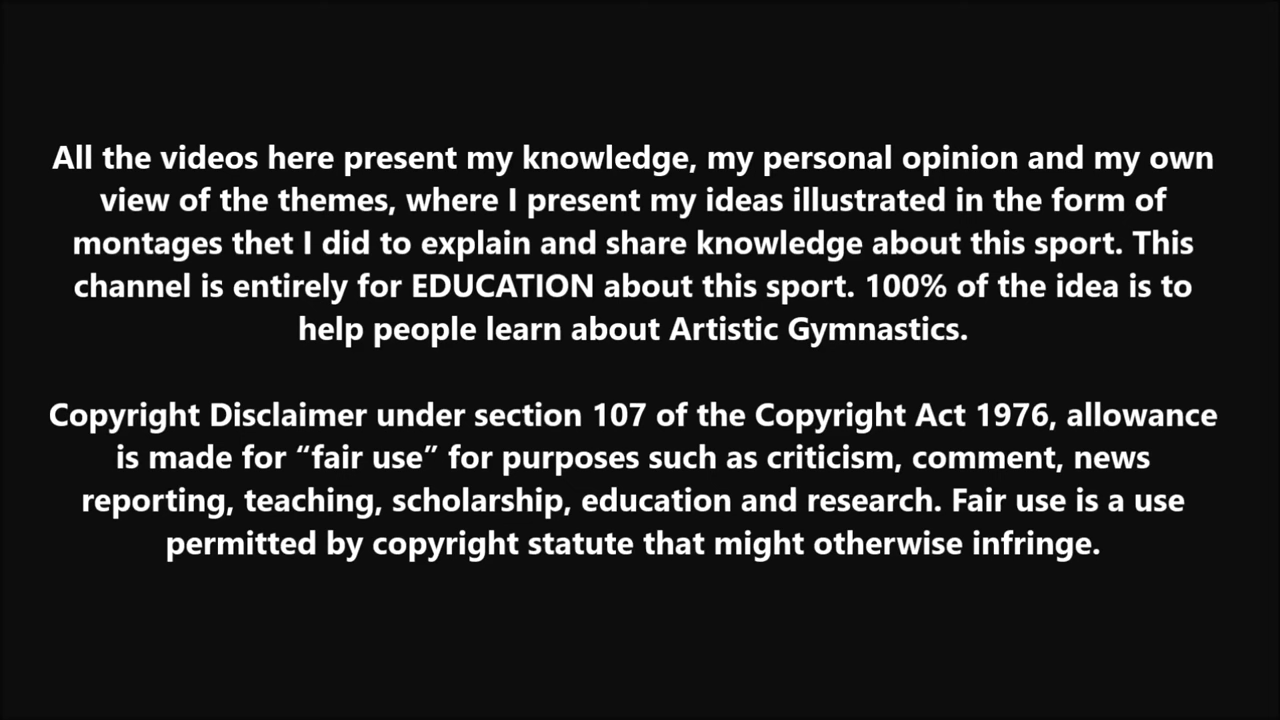 All the videos here present my knowledge, my personal opinion and my own
view of the themes, where I present my ideas illustrated in the form of
montages thet I did to explain and share knowledge about this sport. This
channel is entirely for EDUCATION about this sport. 100% of the idea is to
help people learn about Artistic Gymnastics.
Copyright Disclaimer under section 107 of the Copyright Act 1976, allowance
is made for “fair use” for purposes such as criticism, comment, news
reporting, teaching, scholarship, education and research. Fair use is a use
permitted by copyright statute that might otherwise infringe.